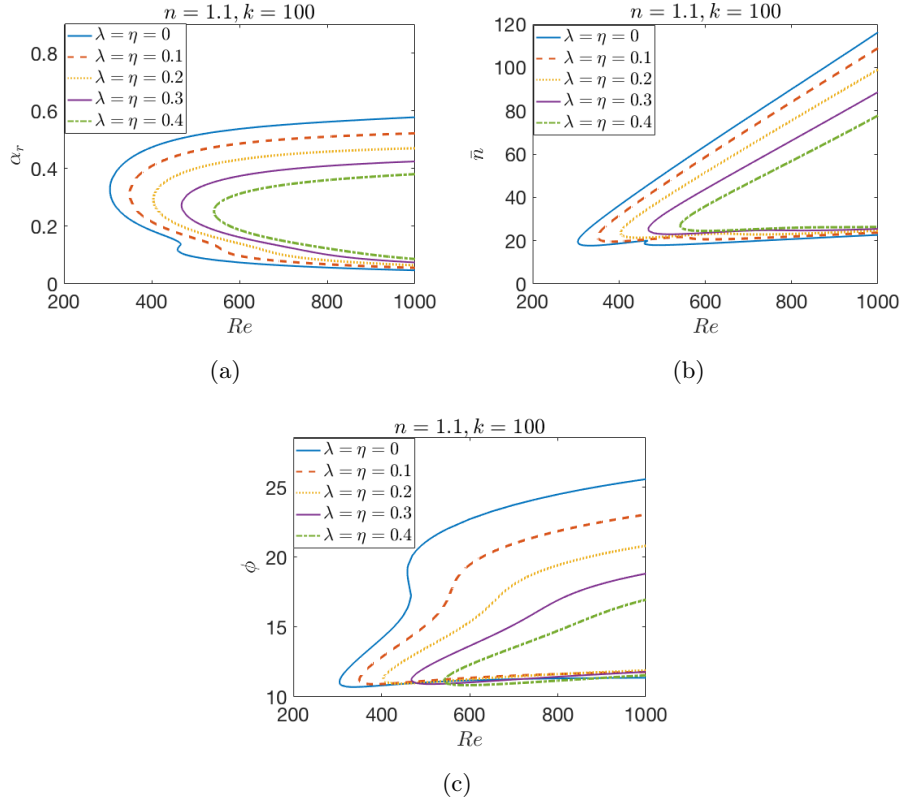 n = 1.1, k = 100
λ = η = 0
λ = η = 0.1
λ = η = 0.2
λ = η = 0.3
λ = η = 0.4
0.8
0.6
0.4
0.2
0
α_r
200 400 600 800 1000
Re
(a)
n = 1.1, k = 100
λ = η = 0
λ = η = 0.1
λ = η = 0.2
λ = η = 0.3
λ = η = 0.4
120
100
80
60
40
20
0
n̄
200 400 600 800 1000
Re
(b)
n = 1.1, k = 100
λ = η = 0
λ = η = 0.1
λ = η = 0.2
λ = η = 0.3
λ = η = 0.4
25
20
15
10
ϕ
200 400 600 800 1000
Re
(c)